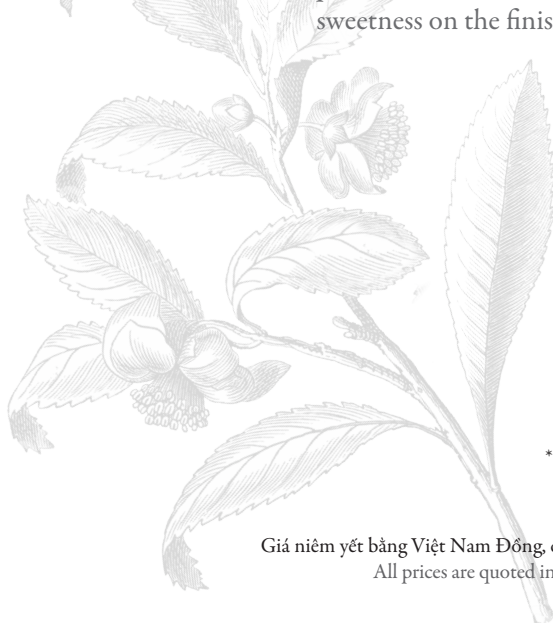 sweetness on the finis
*
Giá niêm yết bằng Việt Nam Đồng,
All prices are quoted in